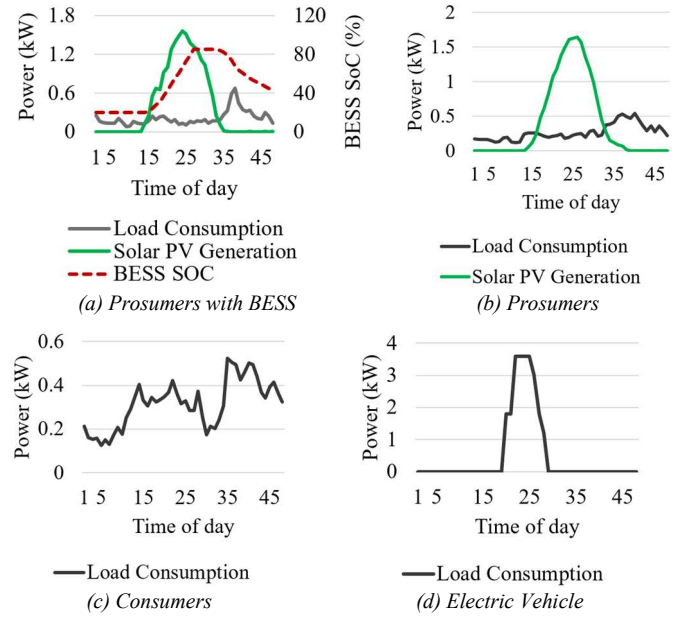 Power (kW)
1.8
1.2
0.6
0
120
80
40
0
BESS SoC (%)
1 5 15 25 35 45
Time of day
Load Consumption
Solar PV Generation
BESS SOC
(a) Prosumers with BESS
Power (kW)
2
1.5
1
0.5
0
1 5 15 25 35 45
Time of day
Load Consumption
Solar PV Generation
(b) Prosumers
Power (kW)
0.6
0.4
0.2
0
1 5 15 25 35 45
Time of day
Load Consumption
(c) Consumers
Power (kW)
4
3
2
1
0
1 5 15 25 35 45
Time of day
Load Consumption
(d) Electric Vehicle